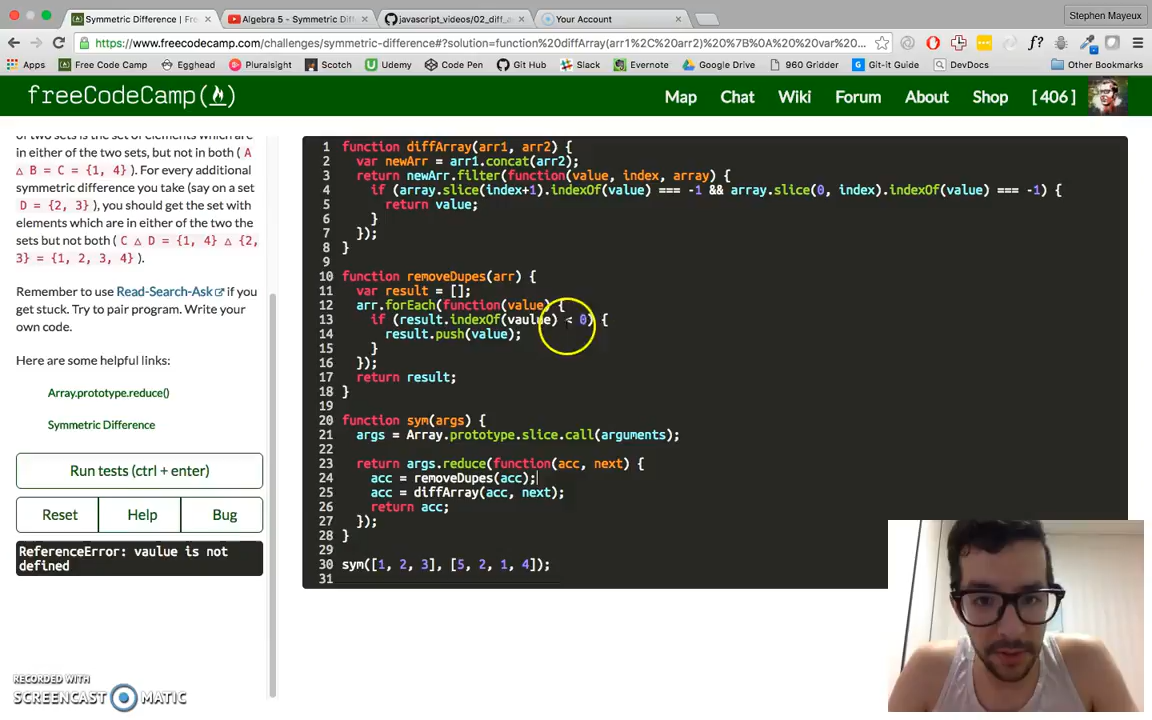 Symmetric Difference | Fre
Algebra 5 - Symmetric Dif
javascript_videos/02_diff_a
Your Account
Stephen Mayeux
https://www.freecodecamp.com/challenges/symmetric-difference#?solution=function%20diffArray(arr1%2C%20arr2)%20%7B%0A%20%20var%20...
Apps
Free Code Camp
Egghead
Pluralsight
Scotch
Udemy
Code Pen
Git Hub
Slack
Evernote
Google Drive
960 Gridder
Git-It Guide
DevDocs
Other Bookmarks
freeCodeCamp
Map
Chat
Wiki
Forum
About
Shop
[ 406 ]
of two sets is the set of elements which are
in either of the two sets, but not in both ( A
△ B = C = {1, 4} ). For every additional
symmetric difference you take (say on a set
D = {2, 3} ), you should get the set with
elements which are in either of the two the
sets but not both ( C △ D = {1, 4} △ {2,
3} = {1, 2, 3, 4} ).
Remember to use Read-Search-Ask if you
get stuck. Try to pair program. Write your
own code.
Here are some helpful links:
Array.prototype.reduce()
Symmetric Difference
Run tests (ctrl + enter)
Reset
Help
Bug
ReferenceError: vaulue is not
defined
1 function diffArray(arr1, arr2) {
2 var newArr = arr1.concat(arr2);
3 return newArr.filter(function(value, index, array) {
4 if (array.slice(index+1).indexOf(value) === -1 && array.slice(0, index).indexOf(value) === -1) {
5 return value;
6 }
7 });
8 }
9
10 function removeDupes(arr) {
11 var result = [];
12 arr.forEach(function(value) {
13 if (result.indexOf(vaulue) < 0) {
14 result.push(value);
15 }
16 });
17 return result;
18 }
19
20 function sym(args) {
21 args = Array.prototype.slice.call(arguments);
22
23 return args.reduce(function(acc, next) {
24 acc = removeDupes(acc);
25 acc = diffArray(acc, next);
26 return acc;
27 });
28 }
29
30 sym([1, 2, 3], [5, 2, 1, 4]);
31
RECORDED WITH
SCREENCAST MATIC